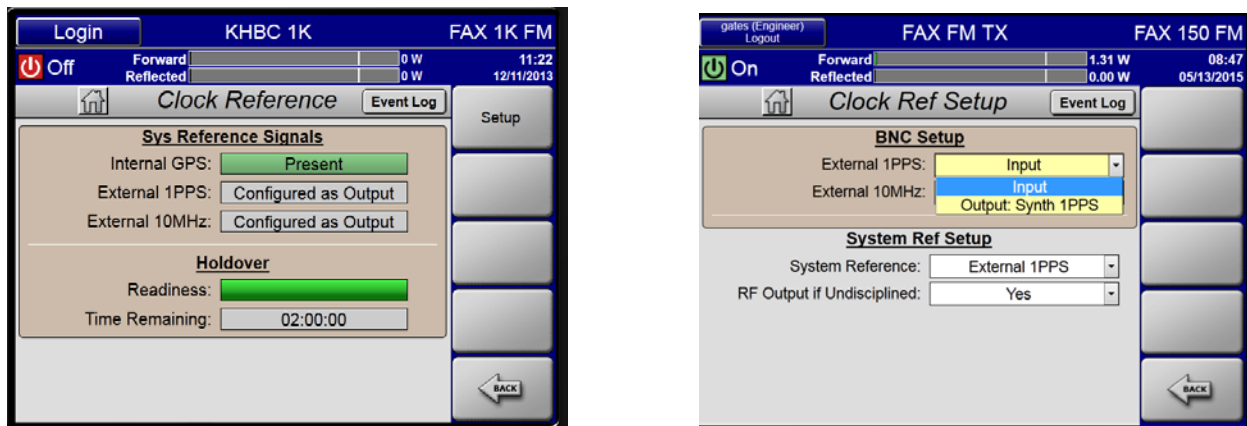 Login KHBC 1K FAX 1K FM
Off Forward 0 W 11:22
Reflected 0 W 12/11/2013
Clock Reference Event Log
Setup
Sys Reference Signals
Internal GPS: Present
External 1PPS: Configured as Output
External 10MHz: Configured as Output
Holdover
Readiness:
Time Remaining: 02:00:00
BACK
gates (Engineer)
Logout
FAX FM TX FAX 150 FM
On Forward 1.31 W 08:47
Reflected 0.00 W 05/13/2015
Clock Ref Setup Event Log
BNC Setup
External 1PPS: Input
External 10MHz: Input
Output: Synth 1PPS
System Ref Setup
System Reference: External 1PPS
RF Output if Undisciplined: Yes
BACK